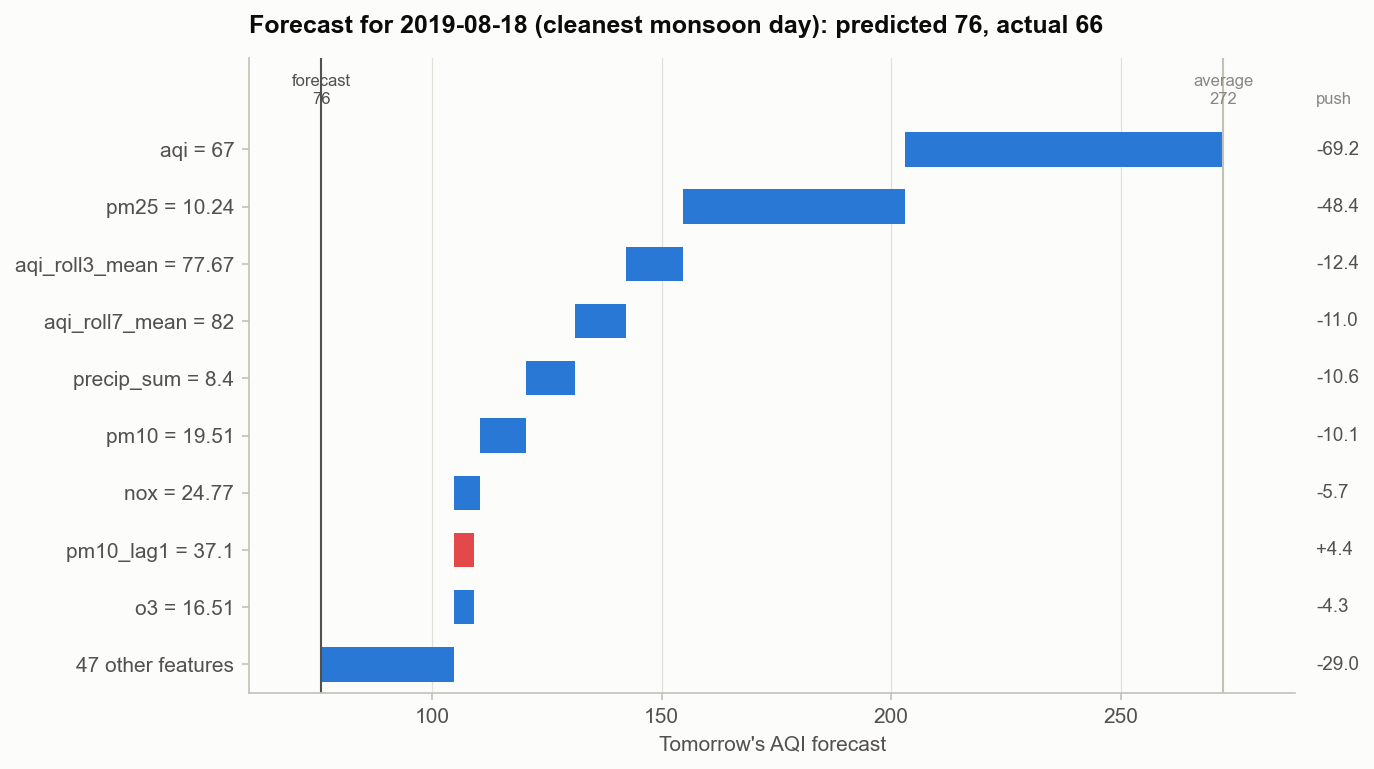 Forecast for 2019-08-18 (cleanest monsoon day): predicted 76, actual 66
forecast
76
average
272
push
aqi = 67
-69.2
pm25 = 10.24
-48.4
aqi_roll3_mean = 77.67
-12.4
aqi_roll7_mean = 82
-11.0
precip_sum = 8.4
-10.6
pm10 = 19.51
-10.1
nox = 24.77
-5.7
pm10_lag1 = 37.1
+4.4
o3 = 16.51
-4.3
47 other features
-29.0
100
150
200
250
Tomorrow's AQI forecast